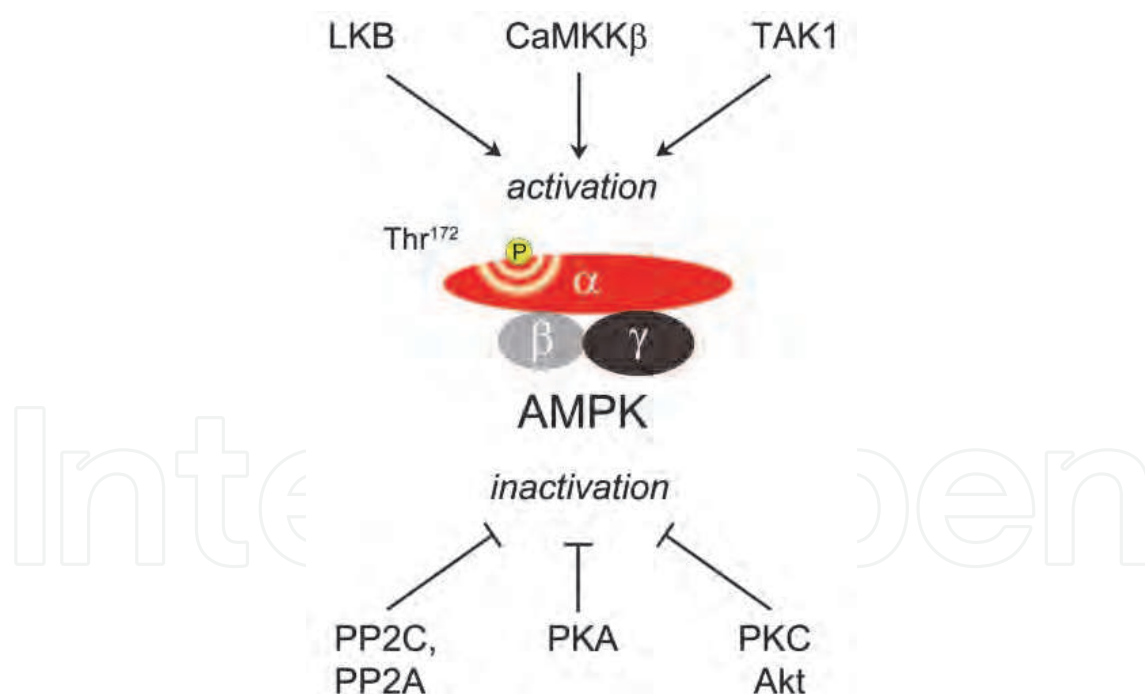 LKB CaMKKβ TAK1
activation
Thr¹⁷²
P
α
β γ
AMPK
inactivation
PP2C, PKA PKC
PP2A Akt